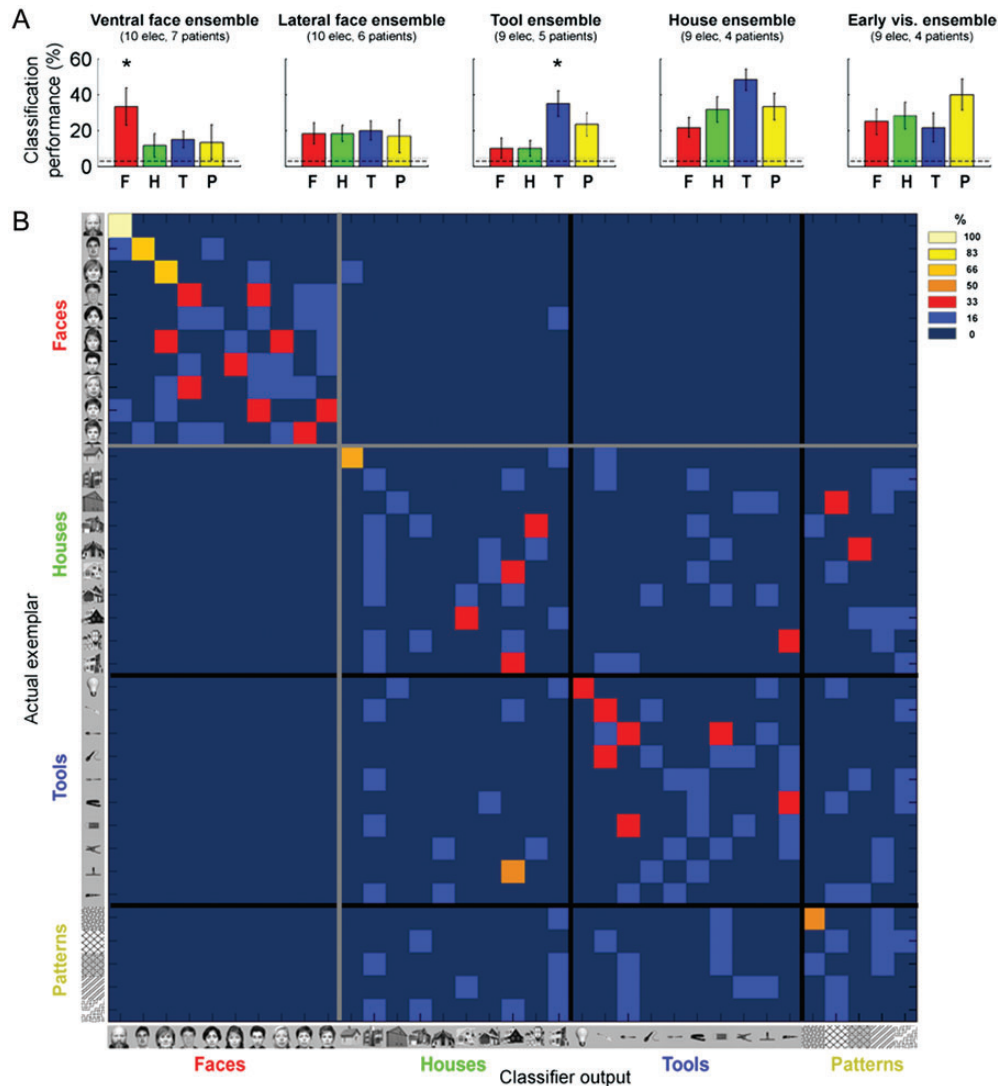 A
Ventral face ensemble
(10 elec, 7 patients)
Lateral face ensemble
(10 elec, 6 patients)
Tool ensemble
(9 elec, 5 patients)
House ensemble
(9 elec, 4 patients)
Early vis. ensemble
(9 elec, 4 patients)
Classification
performance (%)
60
40
20
0
*
*
F H T P
F H T P
F H T P
F H T P
F H T P
B
%
100
83
66
50
33
16
0
Actual exemplar
Faces
Houses
Tools
Patterns
Faces
Houses
Tools
Patterns
Classifier output